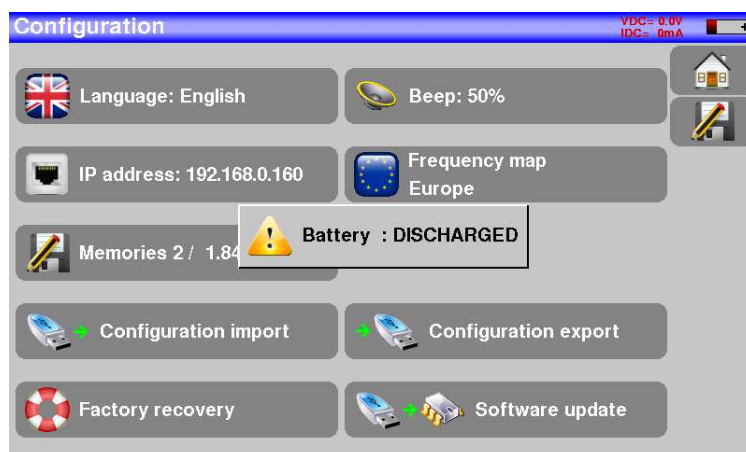 Configuration
VDC= 0.0V
IDC= 0mA
+
Language: English
Beep: 50%
IP address: 192.168.0.160
Frequency map
Europe
Battery : DISCHARGED
Memories 2 / 1.84
Configuration import
Configuration export
Factory recovery
Software update